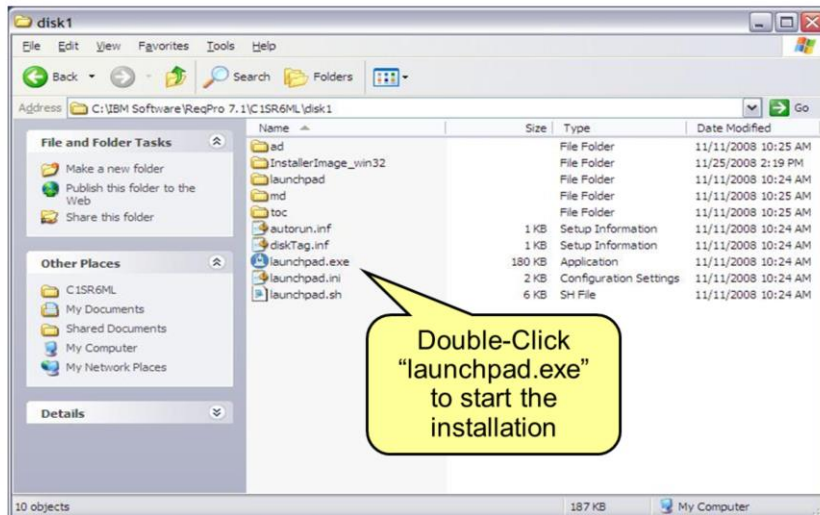 disk1
File Edit View Favorites Tools Help
Back Search Folders
Address C:\IBM Software\ReqPro 7.1\C1SR6ML\disk1 Go
File and Folder Tasks
Make a new folder
Publish this folder to the
Web
Share this folder
Other Places
C1SR6ML
My Documents
Shared Documents
My Computer
My Network Places
Details
Name Size Type Date Modified
ad File Folder 11/11/2008 10:25 AM
InstallerImage_win32 File Folder 11/25/2008 2:19 PM
launchpad File Folder 11/11/2008 10:24 AM
md File Folder 11/11/2008 10:25 AM
toc File Folder 11/11/2008 10:25 AM
autorun.inf 1 KB Setup Information 11/11/2008 10:24 AM
diskTag.inf 1 KB Setup Information 11/11/2008 10:24 AM
launchpad.exe 180 KB Application 11/11/2008 10:24 AM
launchpad.ini 2 KB Configuration Settings 11/11/2008 10:24 AM
launchpad.sh 6 KB SH File 11/11/2008 10:24 AM
Double-Click
“launchpad.exe”
to start the
installation
10 objects 187 KB My Computer